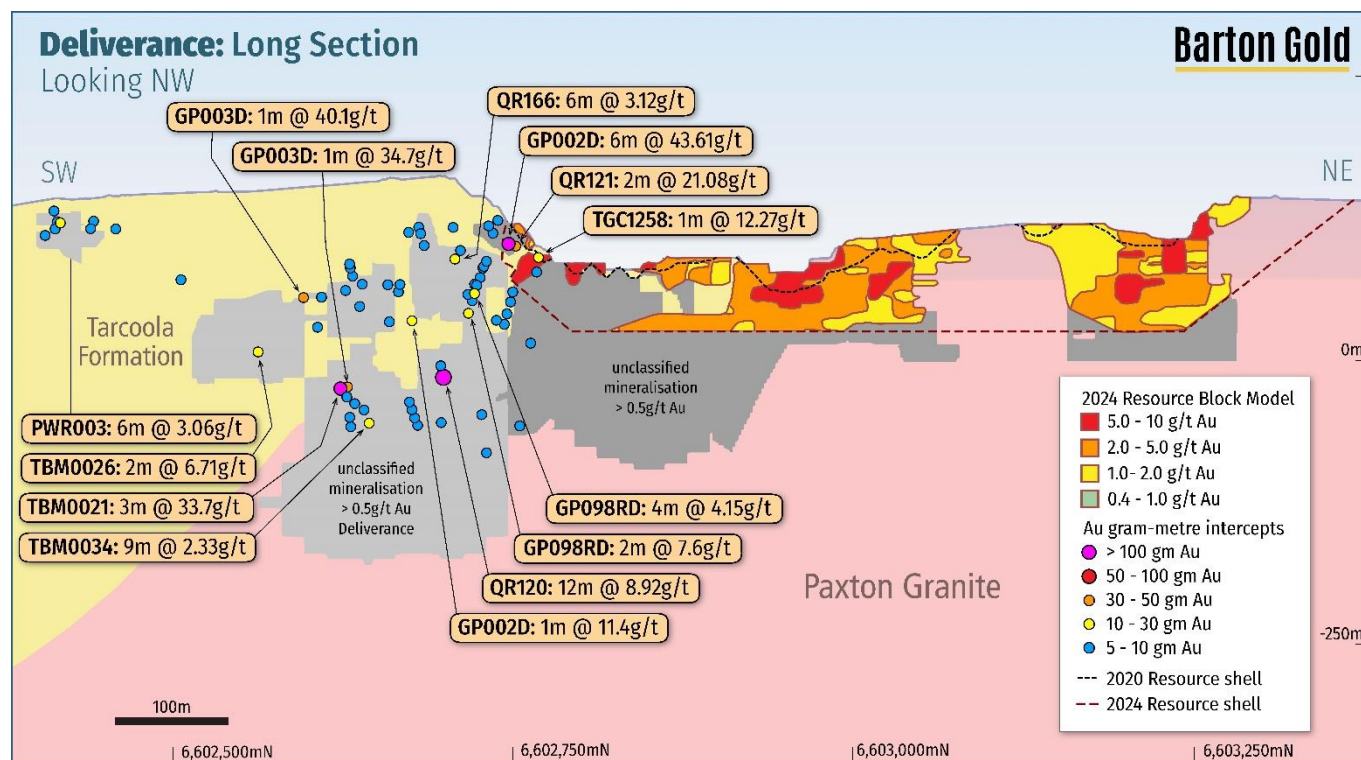 Deliverance: Long Section
Looking NW
Barton Gold
SW
NE
GP003D: 1m @ 40.1g/t
GP003D: 1m @ 34.7g/t
QR166: 6m @ 3.12g/t
GP002D: 6m @ 43.61g/t
QR121: 2m @ 21.08g/t
TGC1258: 1m @ 12.27g/t
Tarcoola
Formation
PWR003: 6m @ 3.06g/t
TBM0026: 2m @ 6.71g/t
TBM0021: 3m @ 33.7g/t
TBM0034: 9m @ 2.33g/t
unclassified
mineralisation
> 0.5g/t Au
Deliverance
unclassified
mineralisation
> 0.5g/t Au
GP098RD: 4m @ 4.15g/t
GP098RD: 2m @ 7.6g/t
QR120: 12m @ 8.92g/t
GP002D: 1m @ 11.4g/t
Paxton Granite
0m
-250m
2024 Resource Block Model
5.0 - 10 g/t Au
2.0 - 5.0 g/t Au
1.0 - 2.0 g/t Au
0.4 - 1.0 g/t Au
Au gram-metre intercepts
> 100 gm Au
50 - 100 gm Au
30 - 50 gm Au
10 - 30 gm Au
5 - 10 gm Au
2020 Resource shell
2024 Resource shell
100m
6,602,500mN
6,602,750mN
6,603,000mN
6,603,250mN